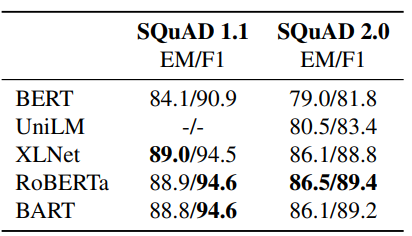 SQuAD 1.1 SQuAD 2.0
EM/F1 EM/F1
BERT 84.1/90.9 79.0/81.8
UniLM -/- 80.5/83.4
XLNet 89.0/94.5 86.1/88.8
RoBERTa 88.9/94.6 86.5/89.4
BART 88.8/94.6 86.1/89.2